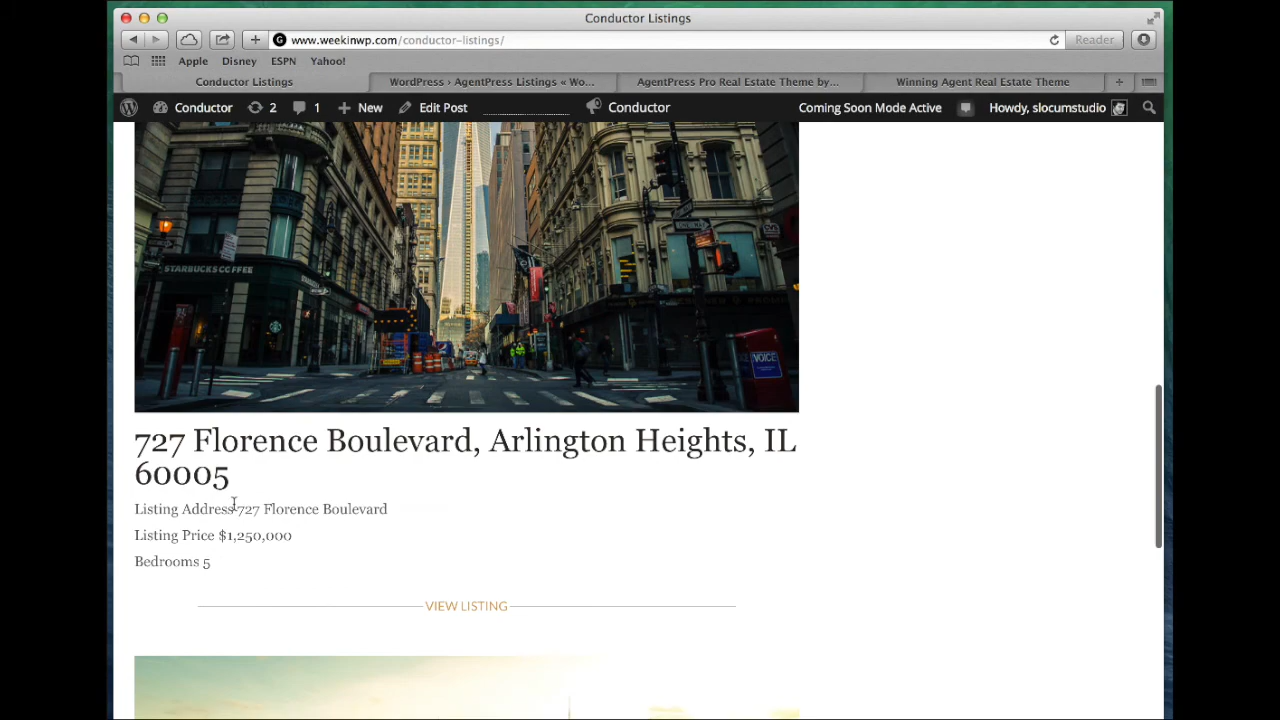 Conductor Listings
www.weekinwp.com/conductor-listings/
Reader
Apple Disney ESPN Yahoo!
Conductor Listings WordPress › AgentPress Listings « Wo... AgentPress Pro Real Estate Theme by... Winning Agent Real Estate Theme
Conductor 2 1 New Edit Post Conductor Coming Soon Mode Active Howdy, slocumstudio
STARBUCKS COFFEE
VOICE
727 Florence Boulevard, Arlington Heights, IL
60005
Listing Address 727 Florence Boulevard
Listing Price $1,250,000
Bedrooms 5
VIEW LISTING